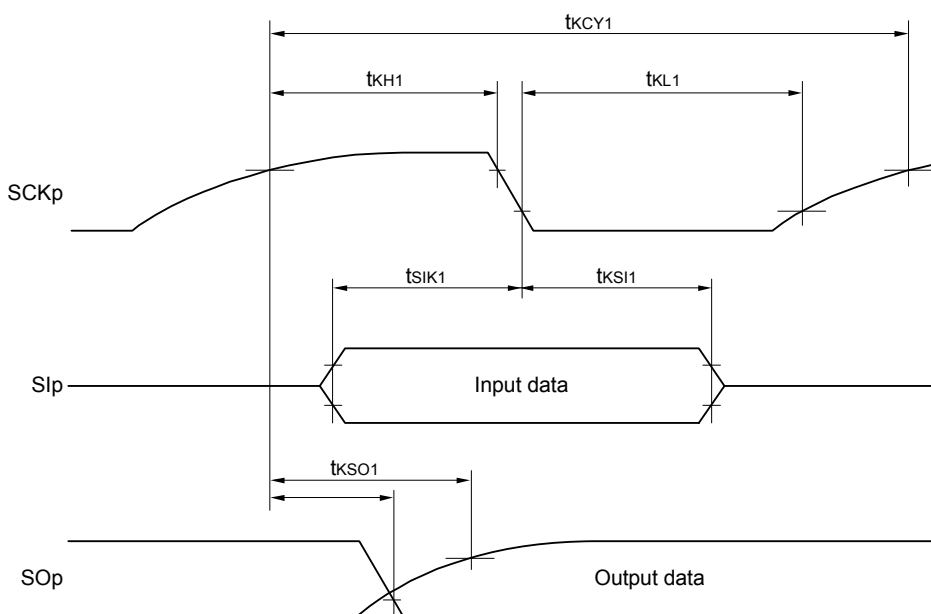 tKCY1
tKH1
tKL1
SCKp
tSIK1
tKSI1
SIp
Input data
tKSO1
SOp
Output data